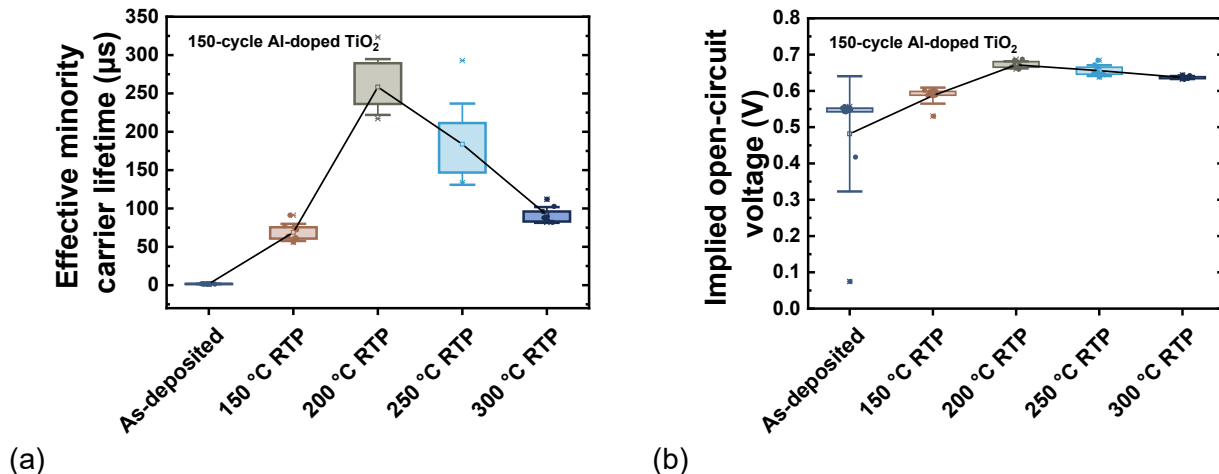 Effective minority
carrier lifetime (µs)
350
300
250
200
150
100
50
0
150-cycle Al-doped TiO₂
As-deposited
150 °C RTP
200 °C RTP
250 °C RTP
300 °C RTP
(a)
Implied open-circuit
voltage (V)
0.8
0.7
0.6
0.5
0.4
0.3
0.2
0.1
0.0
150-cycle Al-doped TiO₂
As-deposited
150 °C RTP
200 °C RTP
250 °C RTP
300 °C RTP
(b)